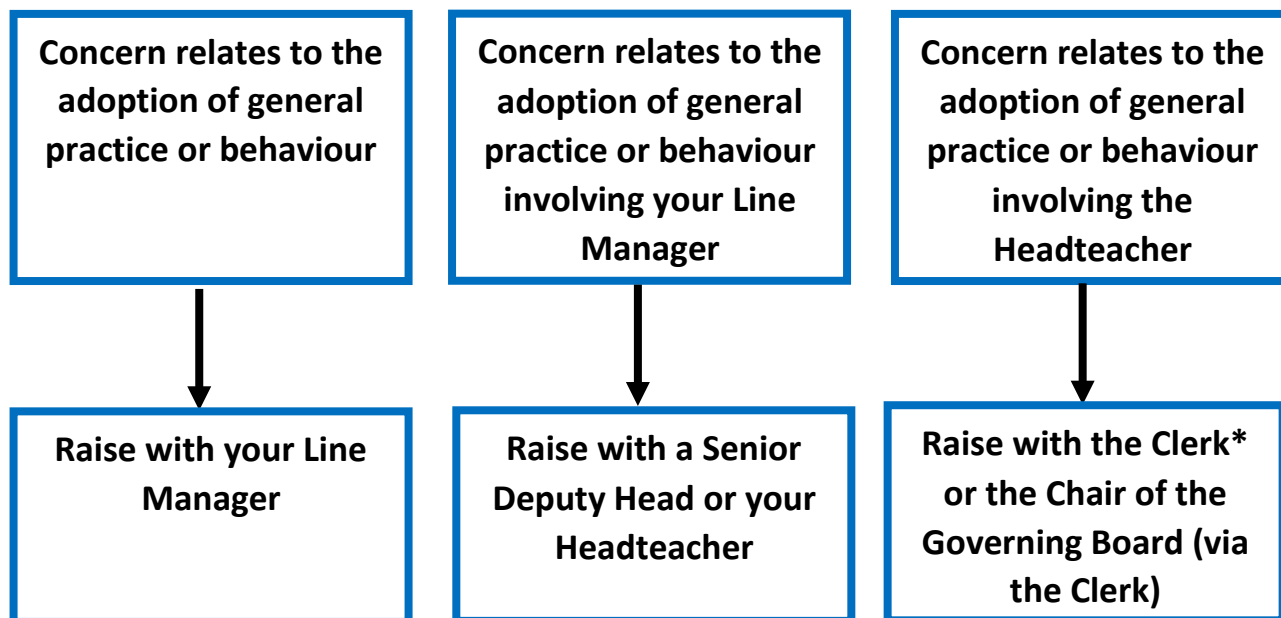 Concern relates to the
adoption of general
practice or behaviour
Concern relates to the
adoption of general
practice or behaviour
involving your Line
Manager
Concern relates to the
adoption of general
practice or behaviour
involving the
Headteacher
Raise with your Line
Manager
Raise with a Senior
Deputy Head or your
Headteacher
Raise with the Clerk*
or the Chair of the
Governing Board (via
the Clerk)